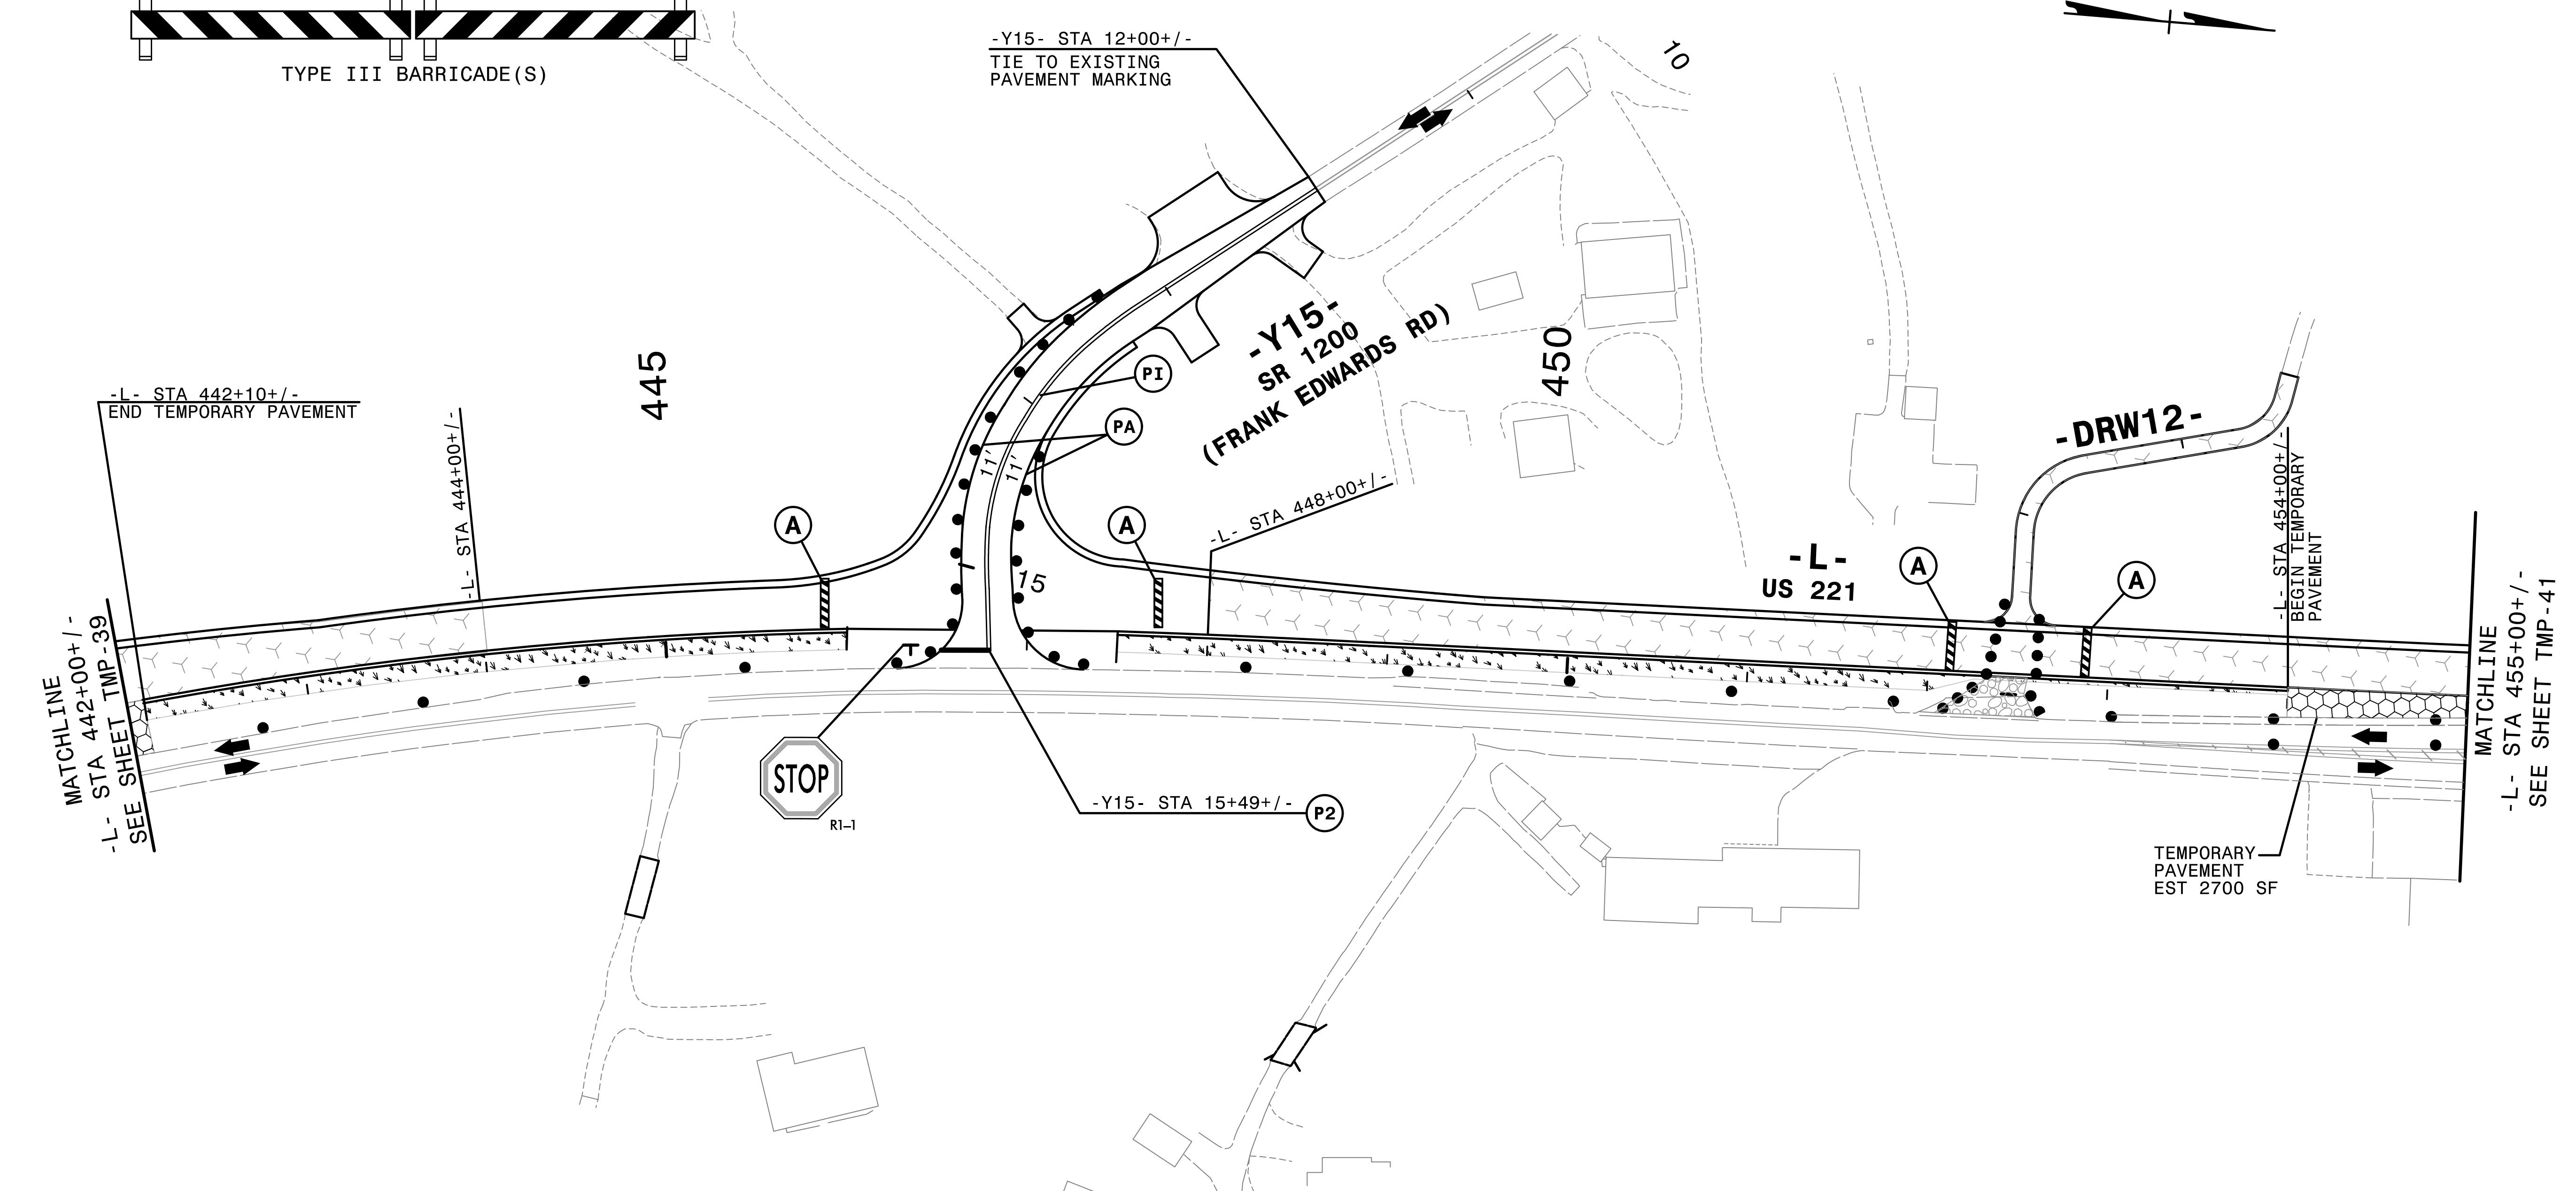 TYPE III BARRICADE(S)
-Y15- STA 12+00+/-
TIE TO EXISTING
PAVEMENT MARKING
10
-L- STA 442+10+/-
END TEMPORARY PAVEMENT
-L- STA 444+00+/-
445
PI
PA
11'
11'
-Y15-
SR 1200
(FRANK EDWARDS RD)
450
A
A
-L- STA 448+00+/-
15
-L-
US 221
A
A
-DRW12-
-L- STA 454+00+/-
BEGIN TEMPORARY
PAVEMENT
MATCHLINE
-L- STA 442+00+/-
SEE SHEET TMP-39
MATCHLINE
-L- STA 455+00+/-
SEE SHEET TMP-41
STOP
R1-1
-Y15- STA 15+49+/-
P2
TEMPORARY
PAVEMENT
EST 2700 SF